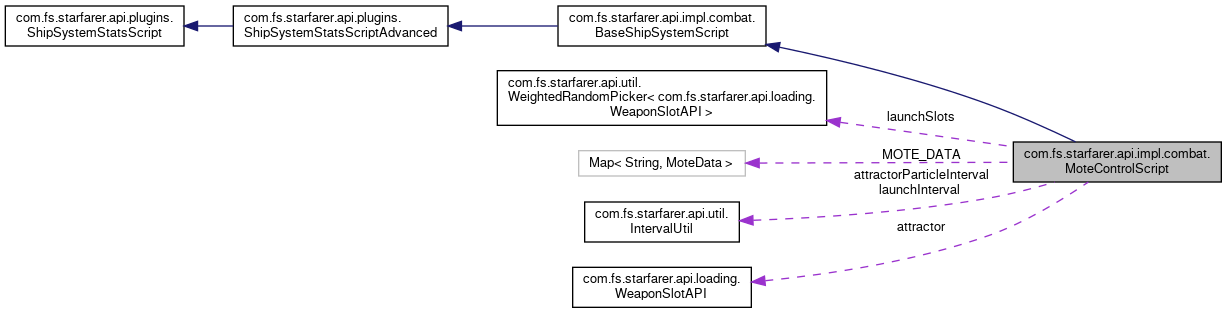 com.fs.starfarer.api.plugins.
ShipSystemStatsScript
com.fs.starfarer.api.plugins.
ShipSystemStatsScriptAdvanced
com.fs.starfarer.api.impl.combat.
BaseShipSystemScript
com.fs.starfarer.api.util.
WeightedRandomPicker< com.fs.starfarer.api.loading.
WeaponSlotAPI >
launchSlots
Map< String, MoteData >
MOTE_DATA
com.fs.starfarer.api.impl.combat.
MoteControlScript
attractorParticleInterval
launchInterval
com.fs.starfarer.api.util.
IntervalUtil
attractor
com.fs.starfarer.api.loading.
WeaponSlotAPI